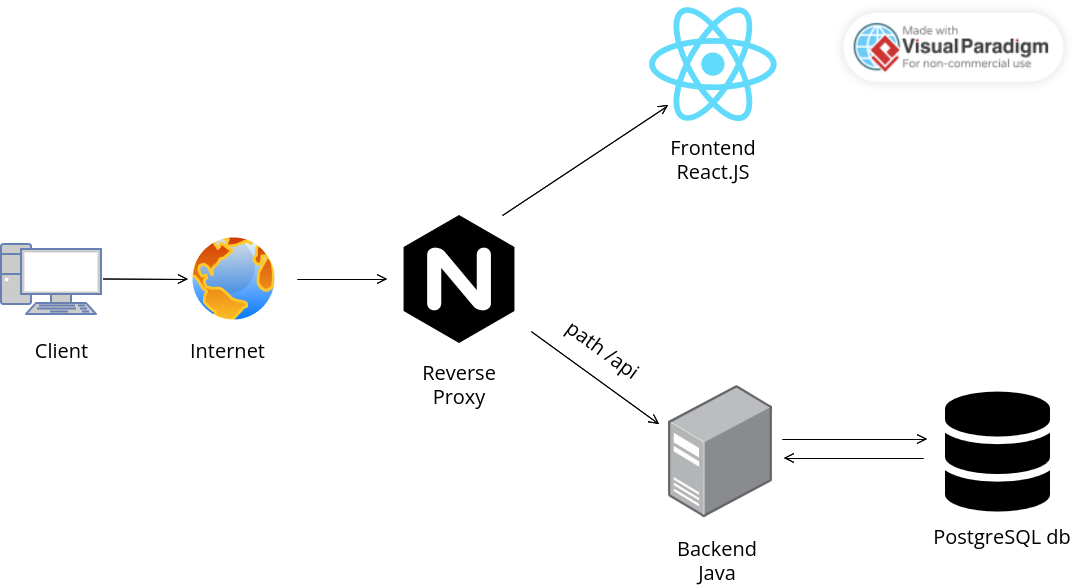 Made with
Visual Paradigm
For non-commercial use
Frontend
React.JS
N
path /api
Client
Internet
Reverse
Proxy
Backend
Java
PostgreSQL db